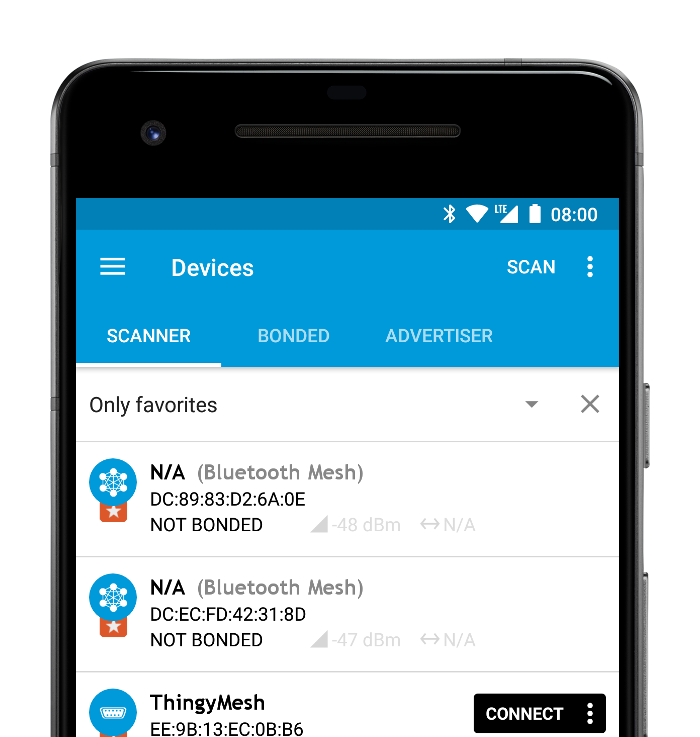 LTE 08:00
Devices SCAN
SCANNER BONDED ADVERTISER
Only favorites
N/A (Bluetooth Mesh)
DC:89:83:D2:6A:0E
NOT BONDED -48 dBm N/A
N/A (Bluetooth Mesh)
DC:EC:FD:42:31:8D
NOT BONDED -47 dBm N/A
ThingyMesh CONNECT
EE:9B:13:EC:0B:B6